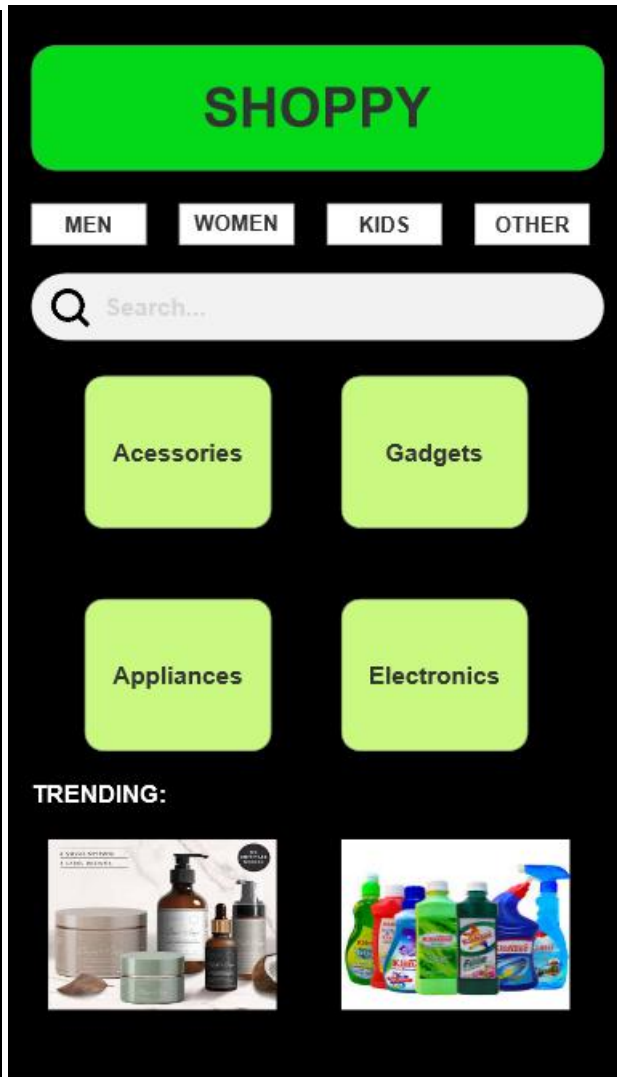 SHOPPY
MEN WOMEN KIDS OTHER
Search...
Acessories Gadgets
Appliances Electronics
TRENDING: